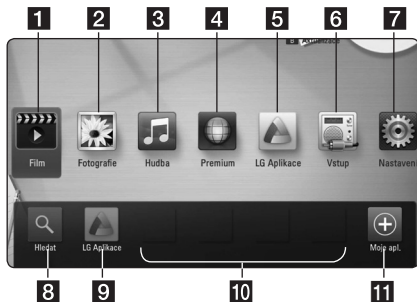 1 2 3 4 5 6 7
Film Fotografie Hudba Premium LG Aplikace Vstup Nastavení
Hledat LG Aplikace Moje apl.
8 9 10 11